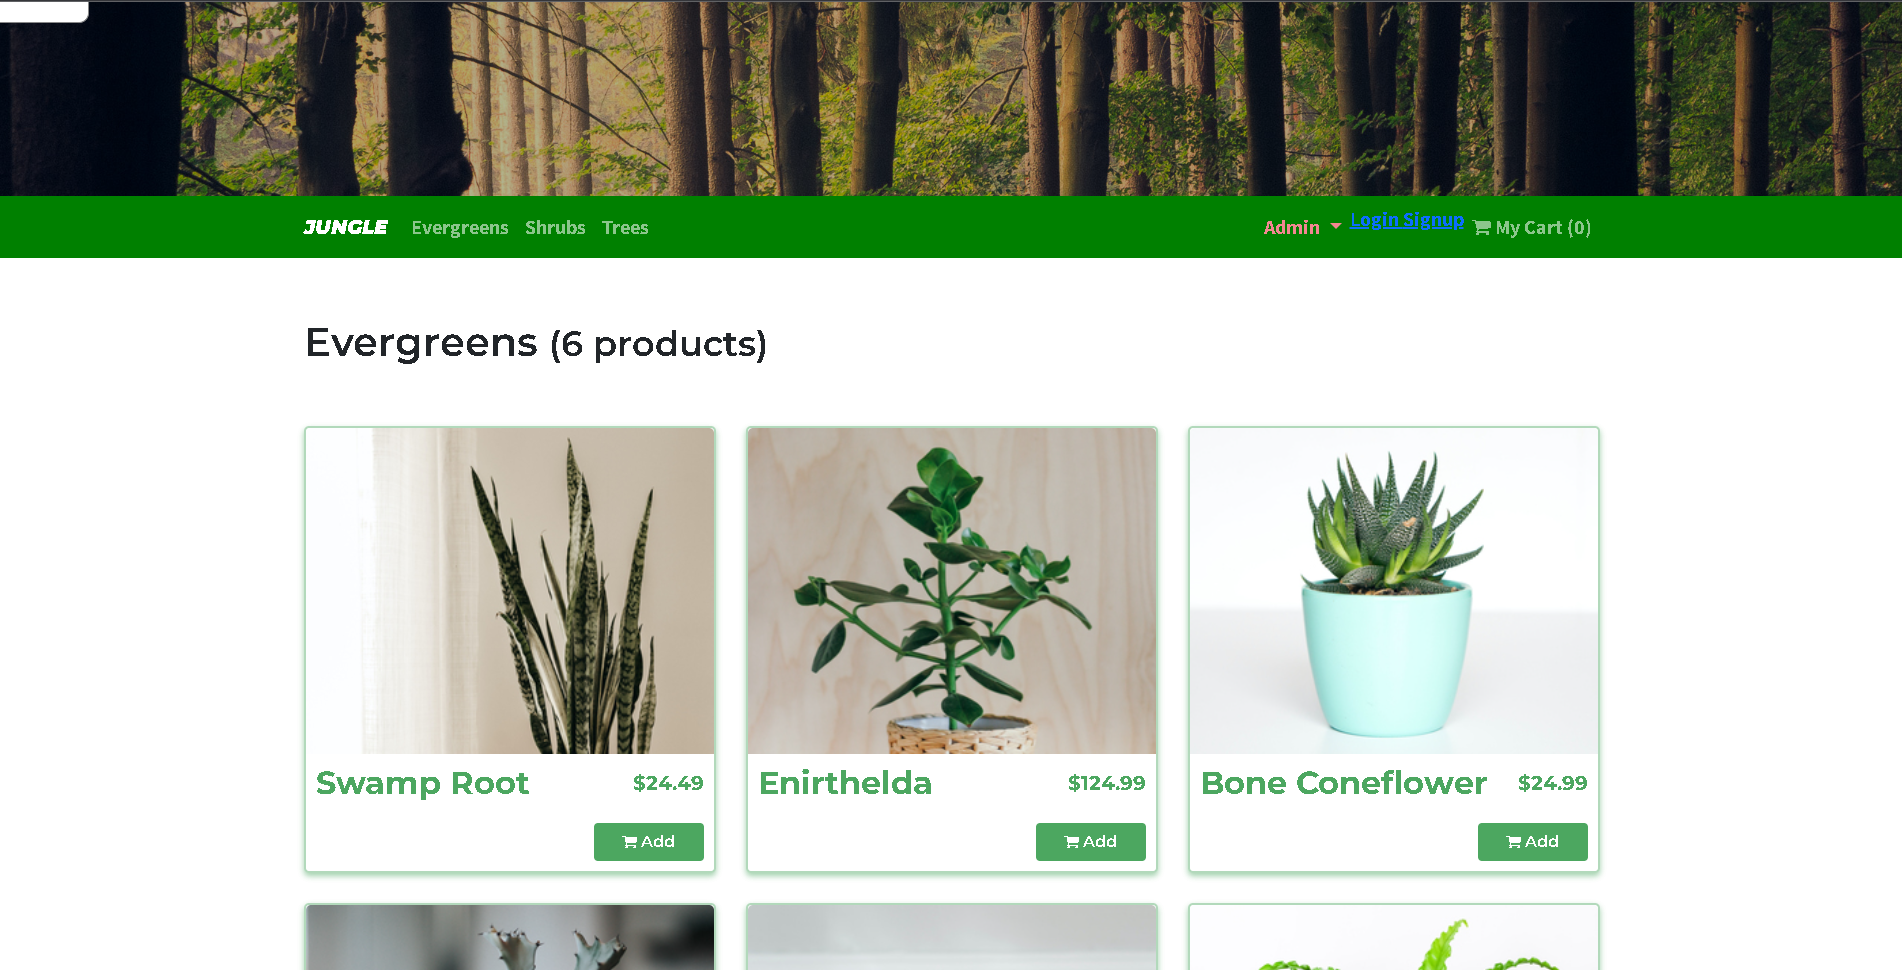 JUNGLE Evergreens Shrubs Trees Admin Login Signup My Cart (0)
Evergreens (6 products)
Swamp Root $24.49
Add
Enirthelda $124.99
Add
Bone Coneflower $24.99
Add